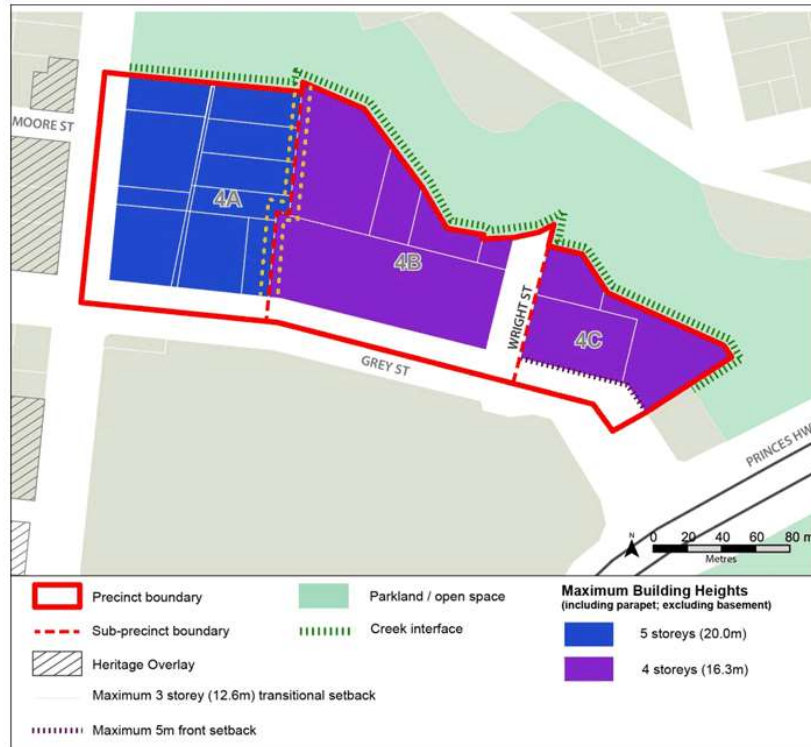 MOORE ST
4A
4B
WRIGHT ST
4C
GREY ST
PRINCES HWY
0 20 40 60 80 m
Metres
Precinct boundary
Sub-precinct boundary
Heritage Overlay
Maximum 3 storey (12.6m) transitional setback
Maximum 5m front setback
Parkland / open space
Creek interface
Maximum Building Heights
(including parapet; excluding basement)
5 storeys (20.0m)
4 storeys (16.3m)